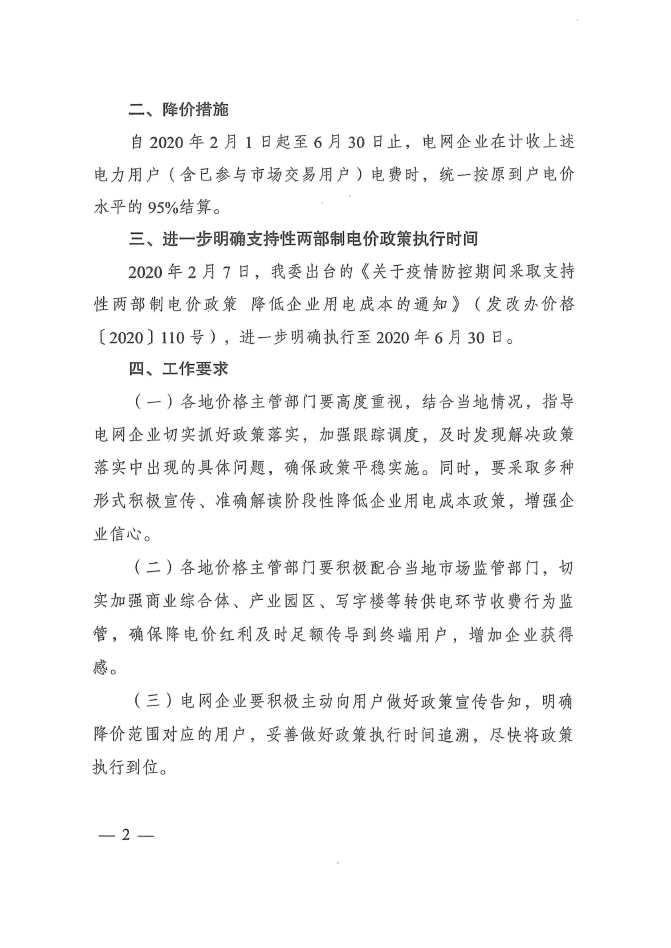 二、降价措施
自 2020 年 2 月 1 日起至 6 月 30 日止，电网企业在计收上述
电力用户（含已参与市场交易用户）电费时，统一按原到户电价
水平的 95%结算。
三、进一步明确支持性两部制电价政策执行时间
2020 年 2 月 7 日，我委出台的《关于疫情防控期间采取支持
性两部制电价政策 降低企业用电成本的通知》（发改办价格
〔2020〕110 号），进一步明确执行至 2020 年 6 月 30 日。
四、工作要求
（一）各地价格主管部门要高度重视，结合当地情况，指导
电网企业切实抓好政策落实，加强跟踪调度，及时发现解决政策
落实中出现的具体问题，确保政策平稳实施。同时，要采取多种
形式积极宣传、准确解读阶段性降低企业用电成本政策，增强企
业信心。
（二）各地价格主管部门要积极配合当地市场监管部门，切
实加强商业综合体、产业园区、写字楼等转供电环节收费行为监
管，确保降电价红利及时足额传导到终端用户，增加企业获得
感。
（三）电网企业要积极主动向用户做好政策宣传告知，明确
降价范围对应的用户，妥善做好政策执行时间追溯，尽快将政策
执行到位。
— 2 —